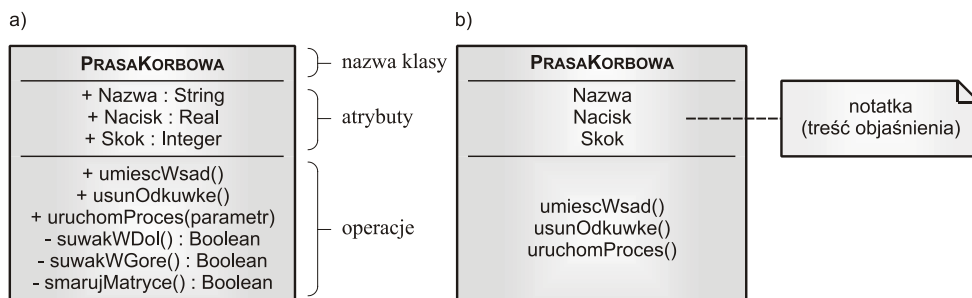 a)
PRASAKORBOWA
+ Nazwa : String
+ Nacisk : Real
+ Skok : Integer
+ umiescWsad()
+ usunOdkuwke()
+ uruchomProces(parametr)
- suwakWDol() : Boolean
- suwakWGore() : Boolean
- smarujMatryce() : Boolean
nazwa klasy
atrybuty
operacje
b)
PRASAKORBOWA
Nazwa
Nacisk
Skok
umiescWsad()
usunOdkuwke()
uruchomProces()
notatka
(treść objaśnienia)